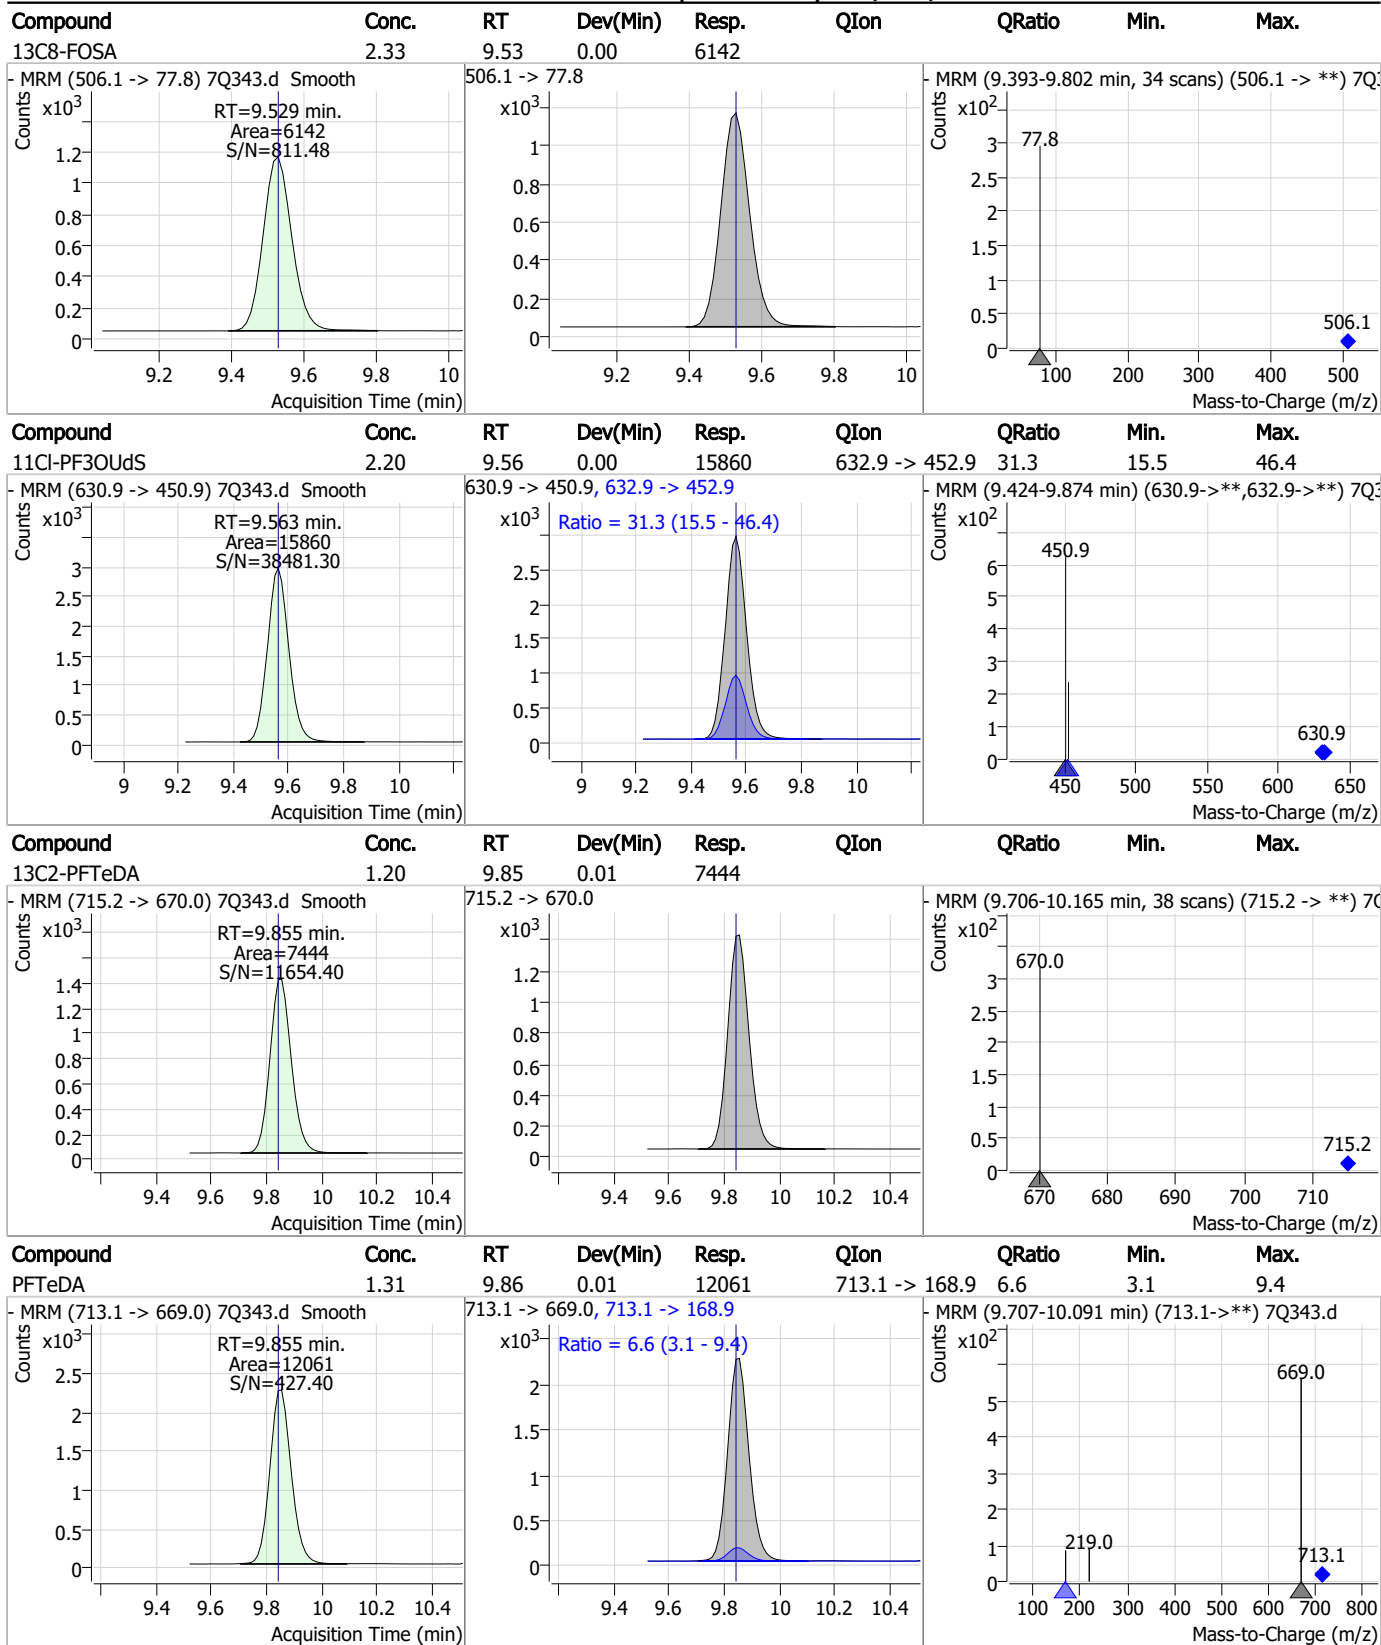 Compound Conc. RT Dev(Min) Resp. QIon QRatio Min. Max.
13C8-FOSA 2.33 9.53 0.00 6142
- MRM (506.1 -> 77.8) 7Q343.d Smooth
Counts
x10³
RT=9.529 min.
Area=6142
S/N=811.48
1.2
1
0.8
0.6
0.4
0.2
0
9.2 9.4 9.6 9.8 10
Acquisition Time (min)
506.1 -> 77.8
x10³
1
0.8
0.6
0.4
0.2
0
9.2 9.4 9.6 9.8 10
- MRM (9.393-9.802 min, 34 scans) (506.1 -> **) 7Q3
Counts
x10²
77.8
3
2.5
2
1.5
1
0.5
0
506.1
100 200 300 400 500
Mass-to-Charge (m/z)
Compound Conc. RT Dev(Min) Resp. QIon QRatio Min. Max.
11Cl-PF3OUdS 2.20 9.56 0.00 15860 632.9 -> 452.9 31.3 15.5 46.4
- MRM (630.9 -> 450.9) 7Q343.d Smooth
Counts
x10³
RT=9.563 min.
Area=15860
S/N=38481.30
3
2.5
2
1.5
1
0.5
0
9 9.2 9.4 9.6 9.8 10
Acquisition Time (min)
630.9 -> 450.9, 632.9 -> 452.9
x10³
Ratio = 31.3 (15.5 - 46.4)
2.5
2
1.5
1
0.5
0
9 9.2 9.4 9.6 9.8 10
- MRM (9.424-9.874 min) (630.9->**,632.9->**) 7Q3
Counts
x10²
450.9
6
5
4
3
2
1
0
630.9
450 500 550 600 650
Mass-to-Charge (m/z)
Compound Conc. RT Dev(Min) Resp. QIon QRatio Min. Max.
13C2-PFTeDA 1.20 9.85 0.01 7444
- MRM (715.2 -> 670.0) 7Q343.d Smooth
Counts
x10³
RT=9.855 min.
Area=7444
S/N=11654.40
1.4
1.2
1
0.8
0.6
0.4
0.2
0
9.4 9.6 9.8 10 10.2 10.4
Acquisition Time (min)
715.2 -> 670.0
x10³
1.2
1
0.8
0.6
0.4
0.2
0
9.4 9.6 9.8 10 10.2 10.4
- MRM (9.706-10.165 min, 38 scans) (715.2 -> **) 7Q
Counts
x10²
670.0
3
2.5
2
1.5
1
0.5
0
715.2
670 680 690 700 710
Mass-to-Charge (m/z)
Compound Conc. RT Dev(Min) Resp. QIon QRatio Min. Max.
PFTeDA 1.31 9.86 0.01 12061 713.1 -> 168.9 6.6 3.1 9.4
- MRM (713.1 -> 669.0) 7Q343.d Smooth
Counts
x10³
RT=9.855 min.
Area=12061
S/N=427.40
2.5
2
1.5
1
0.5
0
9.4 9.6 9.8 10 10.2 10.4
Acquisition Time (min)
713.1 -> 669.0, 713.1 -> 168.9
x10³
Ratio = 6.6 (3.1 - 9.4)
2
1.5
1
0.5
0
9.4 9.6 9.8 10 10.2 10.4
- MRM (9.707-10.091 min) (713.1->**) 7Q343.d
Counts
x10²
669.0
5
4
3
2
1
0
219.0
713.1
100 200 300 400 500 600 700 800
Mass-to-Charge (m/z)